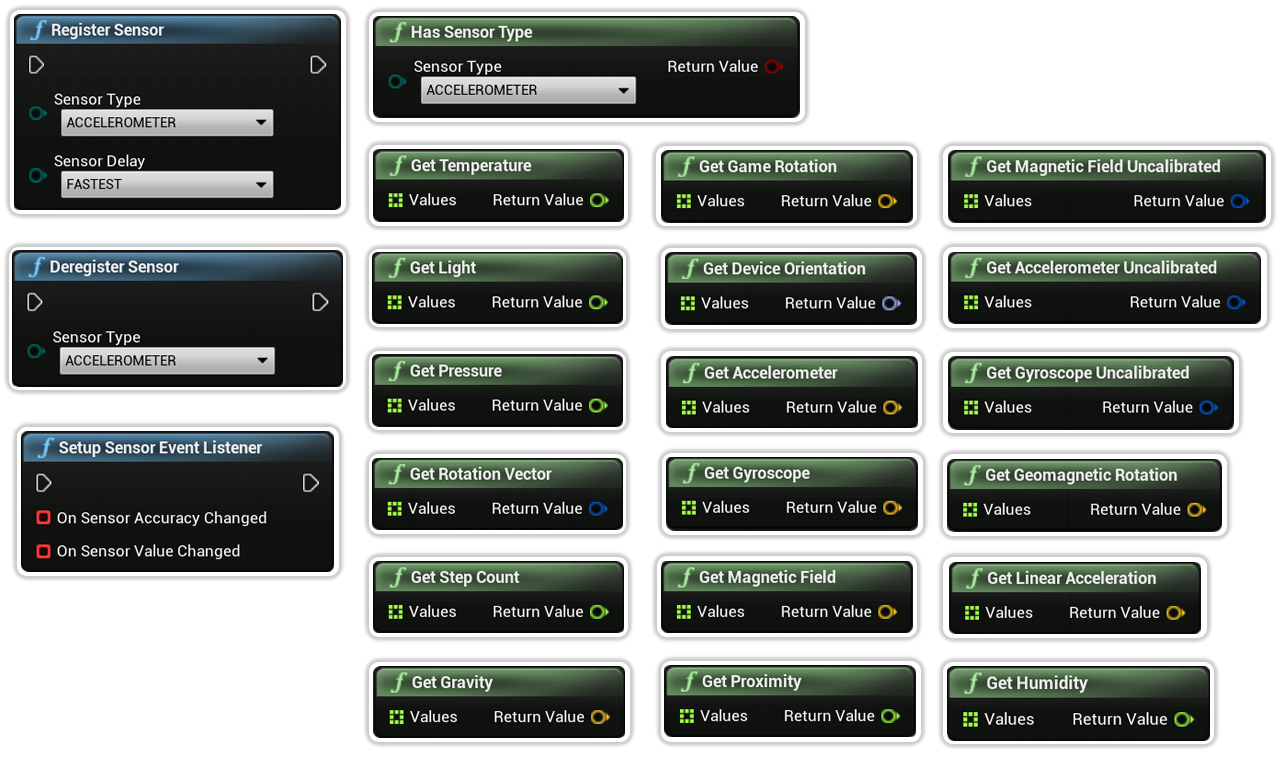 Register Sensor
Sensor Type
ACCELEROMETER
Sensor Delay
FASTEST
Deregister Sensor
Sensor Type
ACCELEROMETER
Setup Sensor Event Listener
On Sensor Accuracy Changed
On Sensor Value Changed
Has Sensor Type
Sensor Type Return Value
ACCELEROMETER
Get Temperature
Values Return Value
Get Light
Values Return Value
Get Pressure
Values Return Value
Get Rotation Vector
Values Return Value
Get Step Count
Values Return Value
Get Gravity
Values Return Value
Get Game Rotation
Values Return Value
Get Device Orientation
Values Return Value
Get Accelerometer
Values Return Value
Get Gyroscope
Values Return Value
Get Magnetic Field
Values Return Value
Get Proximity
Values Return Value
Get Magnetic Field Uncalibrated
Values Return Value
Get Accelerometer Uncalibrated
Values Return Value
Get Gyroscope Uncalibrated
Values Return Value
Get Geomagnetic Rotation
Values Return Value
Get Linear Acceleration
Values Return Value
Get Humidity
Values Return Value